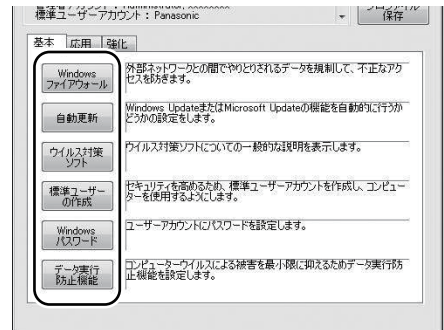 標準ユーザーアカウント : Panasonic
保存
基本 応用 強化
Windows
ファイアウォール
外部ネットワークとの間でやりとりされるデータを規制して、不正なアク
セスを防ぎます。
自動更新
Windows UpdateまたはMicrosoft Updateの機能を自動的に行うか
どうかの設定をします。
ウイルス対策
ソフト
ウイルス対策ソフトについての一般的な説明を表示します。
標準ユーザー
の作成
セキュリティを高めるため、標準ユーザーアカウントを作成し、コンピュー
ターを使用するようにします。
Windows
パスワード
ユーザーアカウントにパスワードを設定します。
データ実行
防止機能
コンピューターウイルスによる被害を最小限に抑えるためデータ実行防
止機能を設定します。